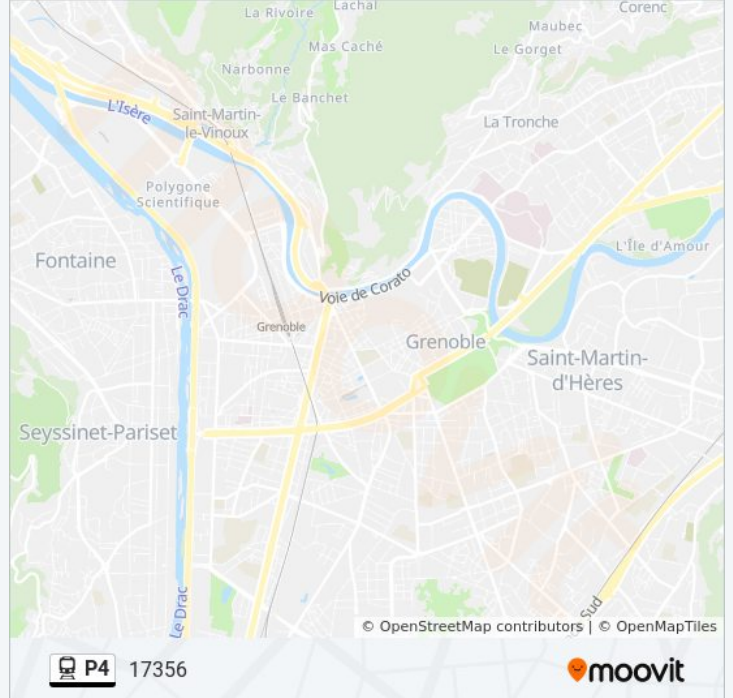 La Rivoire
Lachal
Corenc
Maubec
Mas Caché
Le Gorget
Narbonne
Le Banchet
L'Isère
Saint-Martin-
le-Vinoux
La Tronche
Polygone
Scientifique
L'Île d'Amour
Fontaine
Le Drac
Voie de Corato
Grenoble
Grenoble
Saint-Martin-
d'Hères
Seyssinet-Pariset
Le Drac
Sud
© OpenStreetMap contributors | © OpenMapTiles
P4 17356
moovit